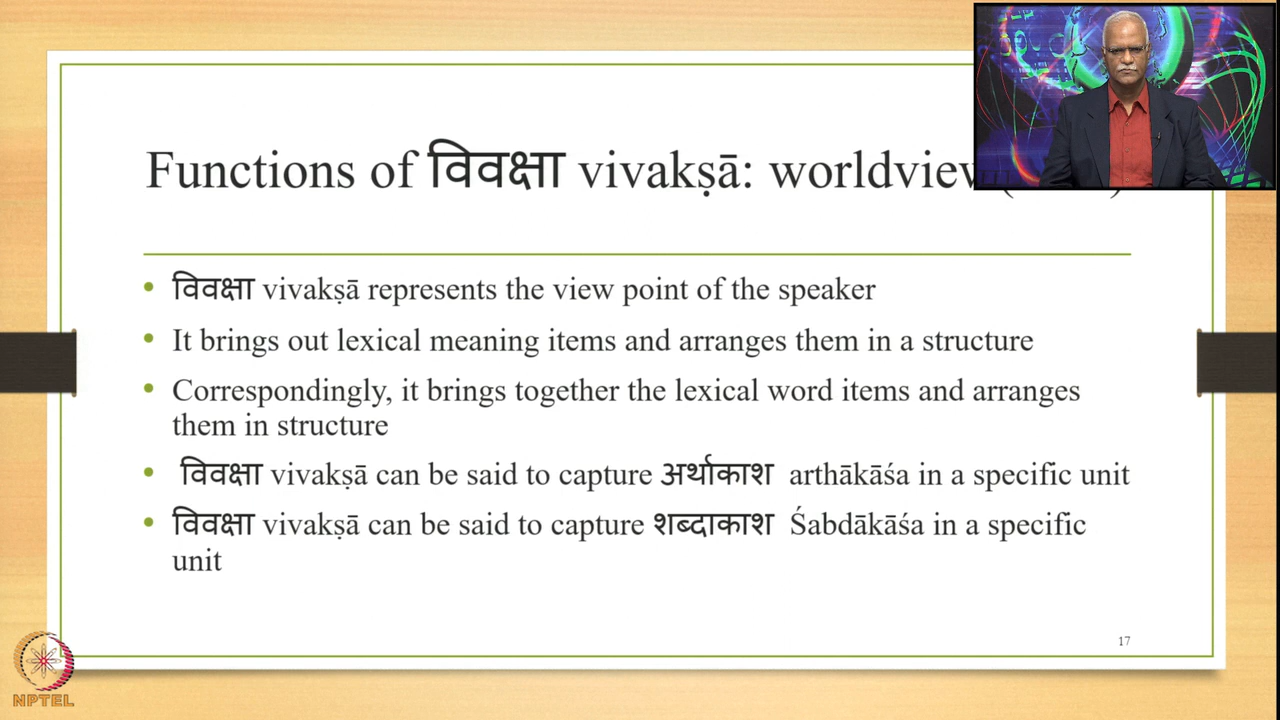 Functions of विवक्षा vivakṣā: worldview
• विवक्षा vivakṣā represents the view point of the speaker
• It brings out lexical meaning items and arranges them in a structure
• Correspondingly, it brings together the lexical word items and arranges
them in structure
• विवक्षा vivakṣā can be said to capture अर्थाकाश arthākāśa in a specific unit
• विवक्षा vivakṣā can be said to capture शब्दाकाश Śabdākāśa in a specific
unit
17
NPTEL